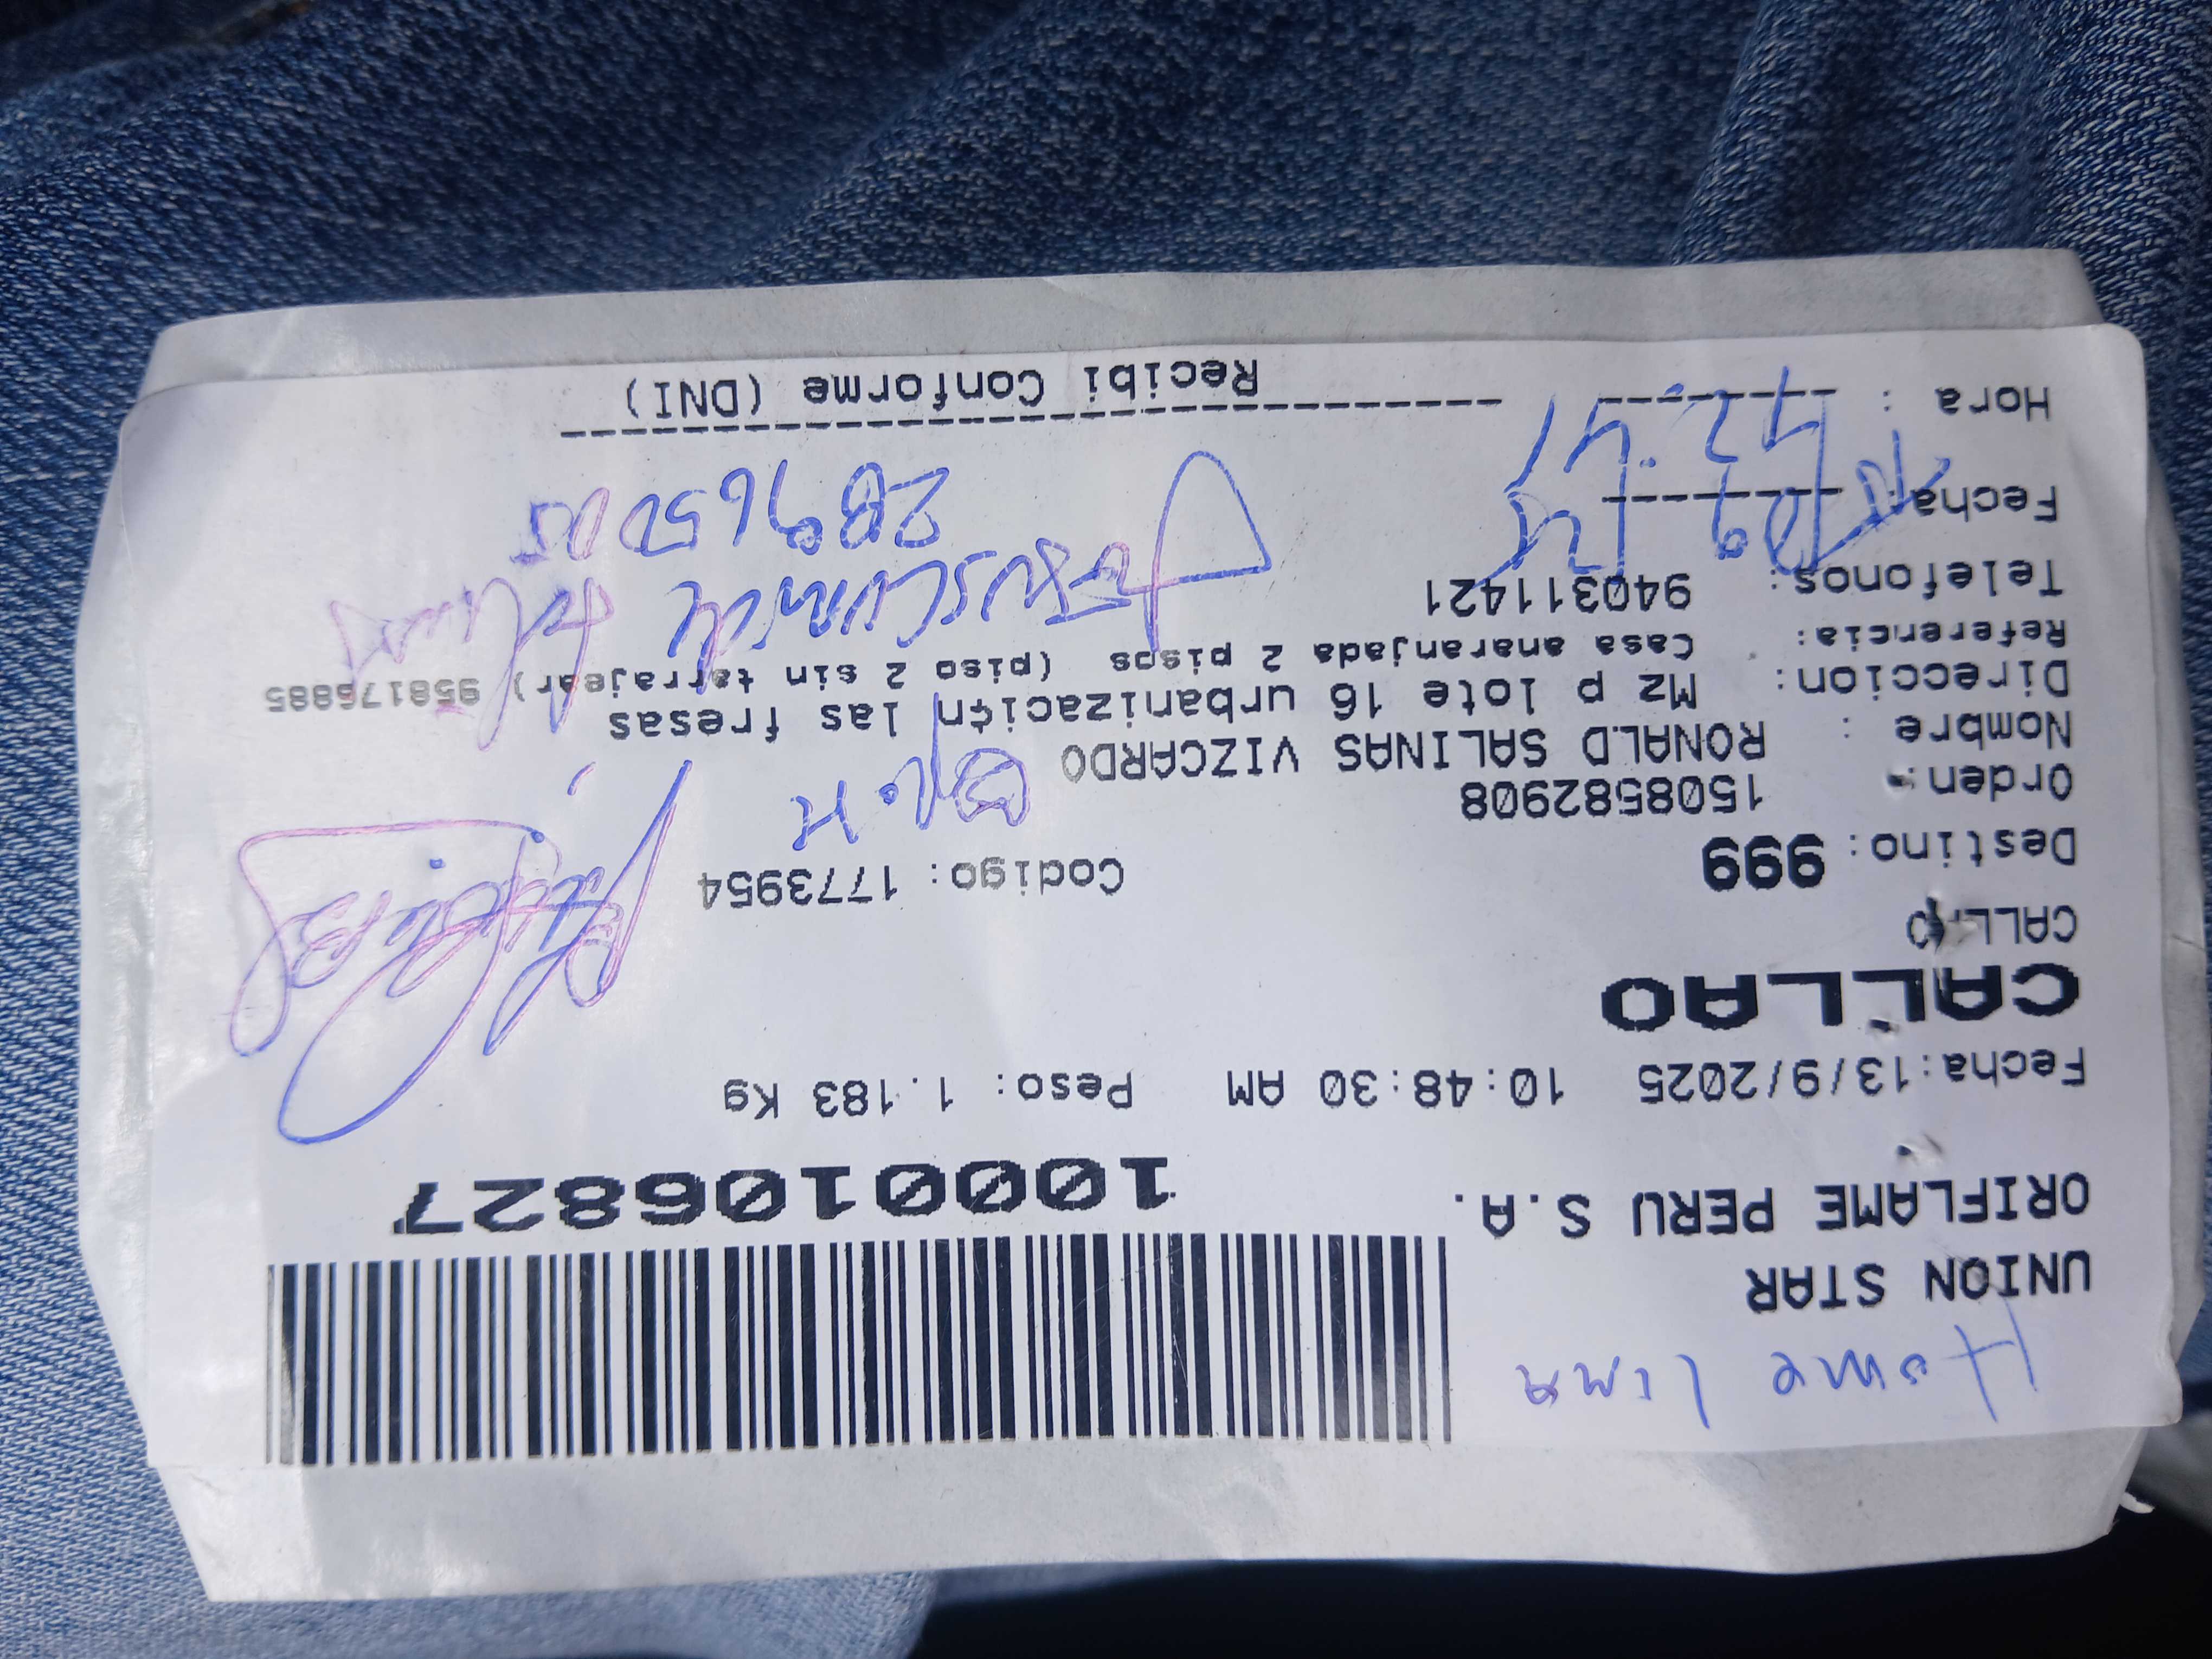 Home Lima
UNION STAR
ORIFLAME PERU S.A.
1000106827
Fecha:13/9/2025 10:48:30 AM Peso: 1.183 Kg
CALLAO
CALLAO
Destino: 999 Codigo: 1773954
Orden: 1508582908
Nombre : RONALD SALINAS VIZCARDO
Direccion: Mz p lote 16 urbanizaci¢n las fresas
Referencia: Casa anaranjada 2 pisos (piso 2 sin tarrajear) 958176885
Telefonos: 940311421
Fecha:
Hora :
Recibi Conforme (DNI)